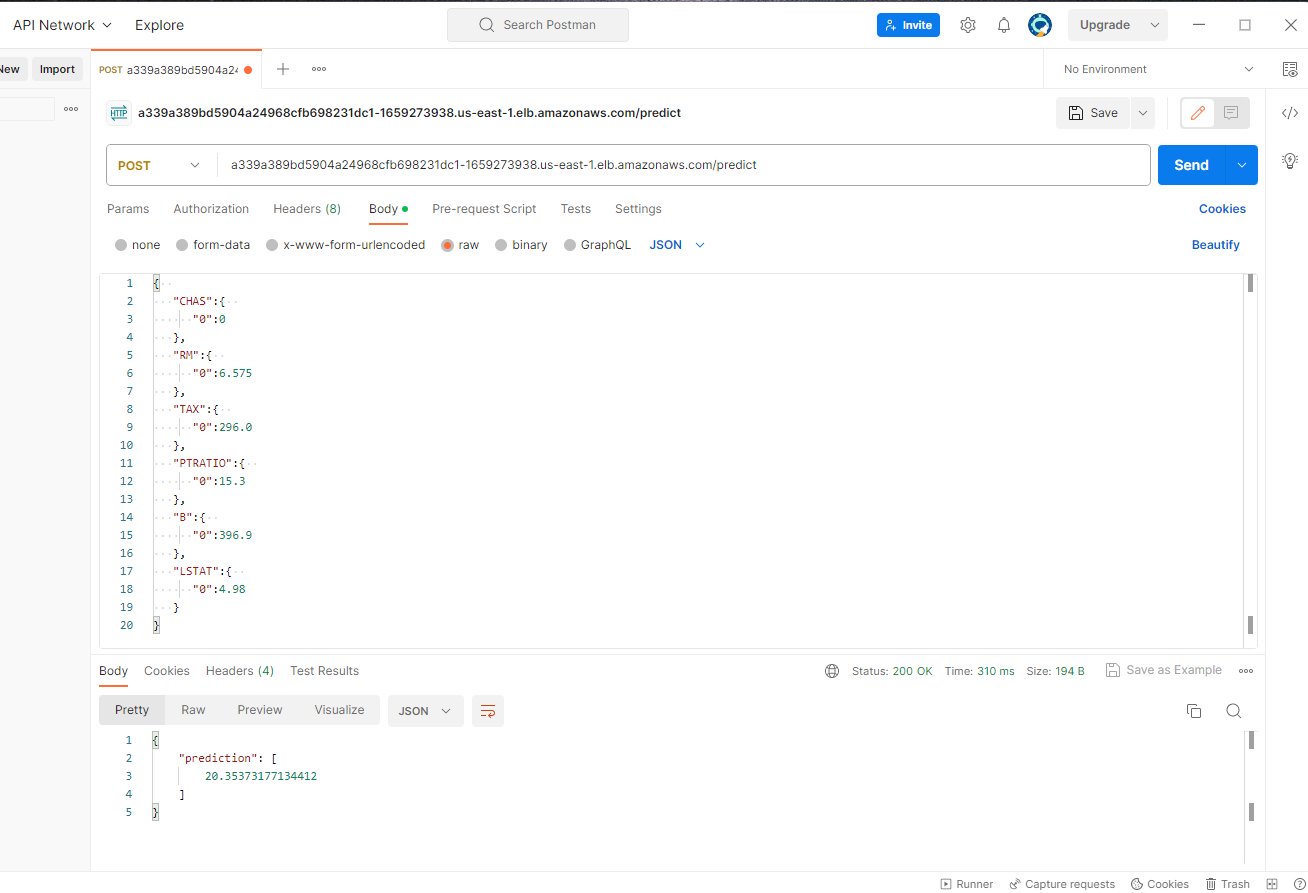 API Network Explore Search Postman Invite Upgrade
New Import POST a339a389bd5904a24 No Environment
HTTP a339a389bd5904a24968cfb698231dc1-1659273938.us-east-1.elb.amazonaws.com/predict Save
POST a339a389bd5904a24968cfb698231dc1-1659273938.us-east-1.elb.amazonaws.com/predict Send
Params Authorization Headers (8) Body Pre-request Script Tests Settings Cookies
none form-data x-www-form-urlencoded raw binary GraphQL JSON Beautify
1 {
2 "CHAS":{
3 "0":0
4 },
5 "RM":{
6 "0":6.575
7 },
8 "TAX":{
9 "0":296.0
10 },
11 "PTRATIO":{
12 "0":15.3
13 },
14 "B":{
15 "0":396.9
16 },
17 "LSTAT":{
18 "0":4.98
19 }
20 }
Body Cookies Headers (4) Test Results Status: 200 OK Time: 310 ms Size: 194 B Save as Example
Pretty Raw Preview Visualize JSON
1 {
2 "prediction": [
3 20.35373177134412
4 ]
5 }
Runner Capture requests Cookies Trash